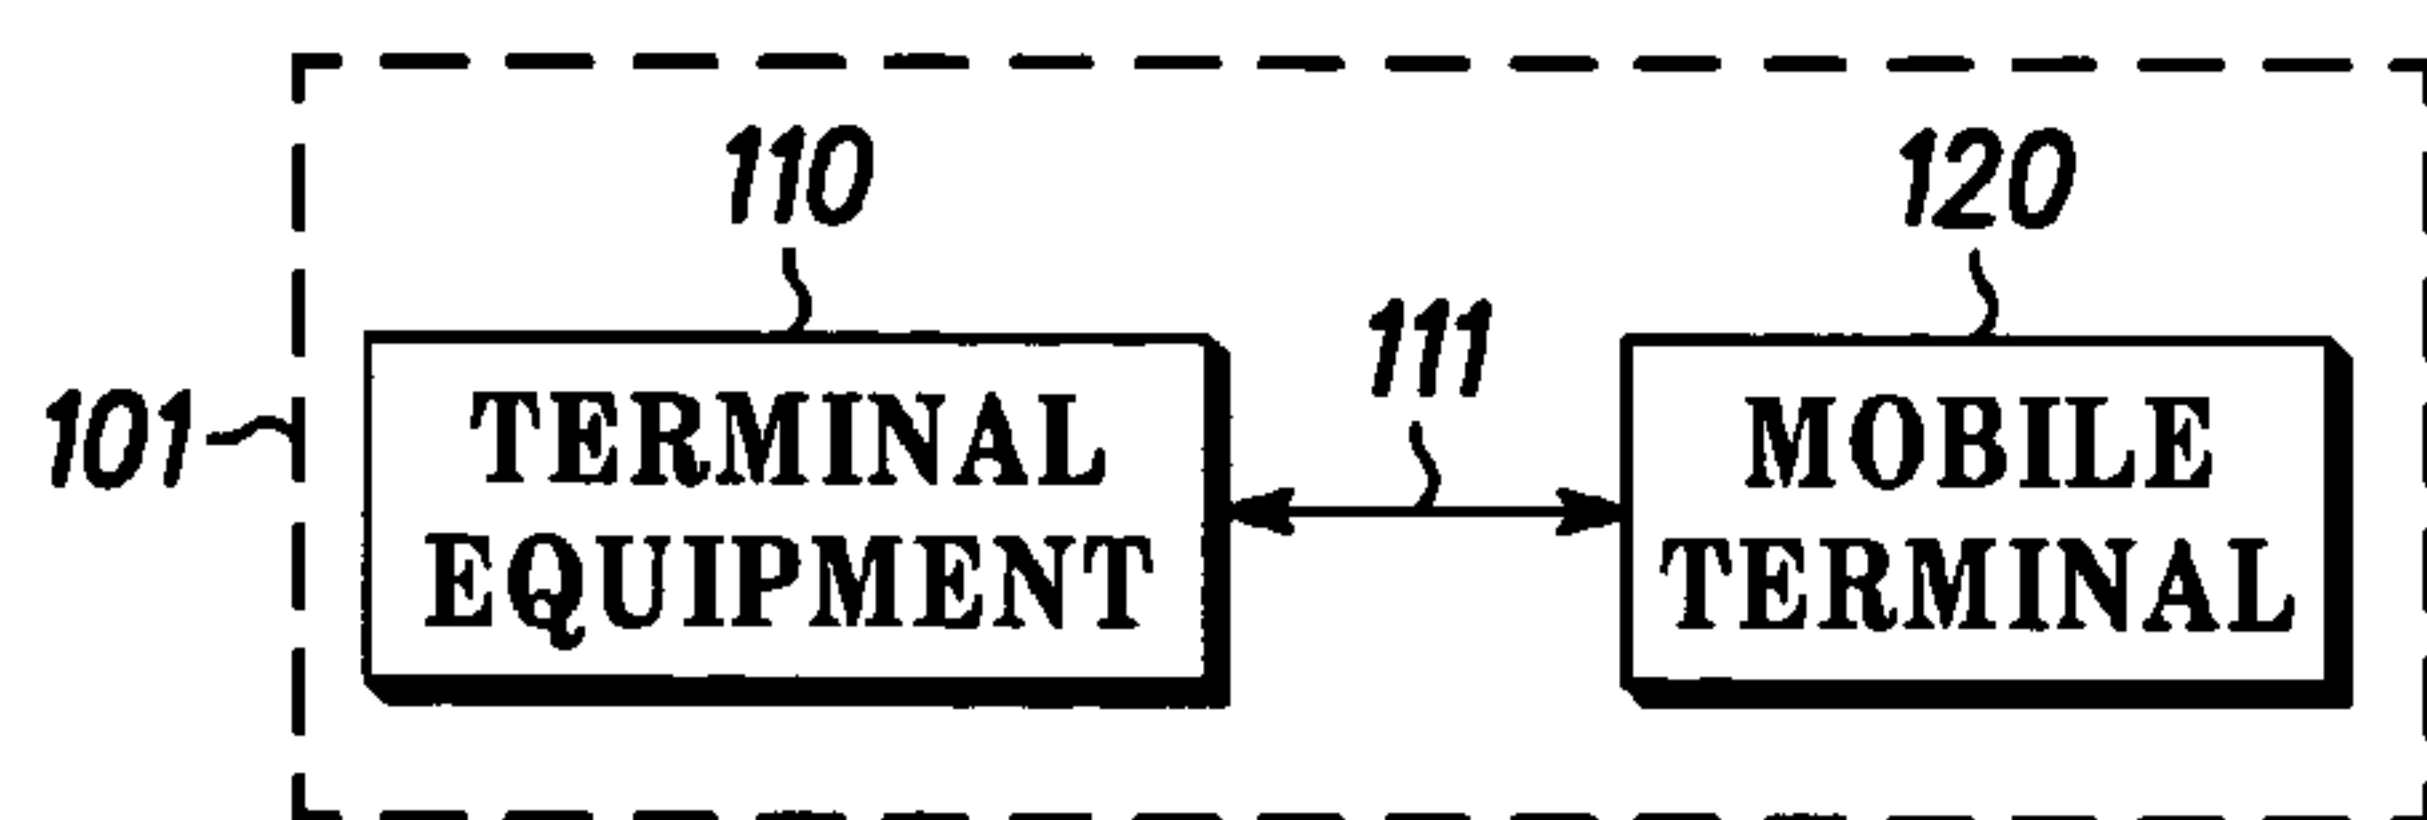 110
120
111
101
TERMINAL
EQUIPMENT
MOBILE
TERMINAL